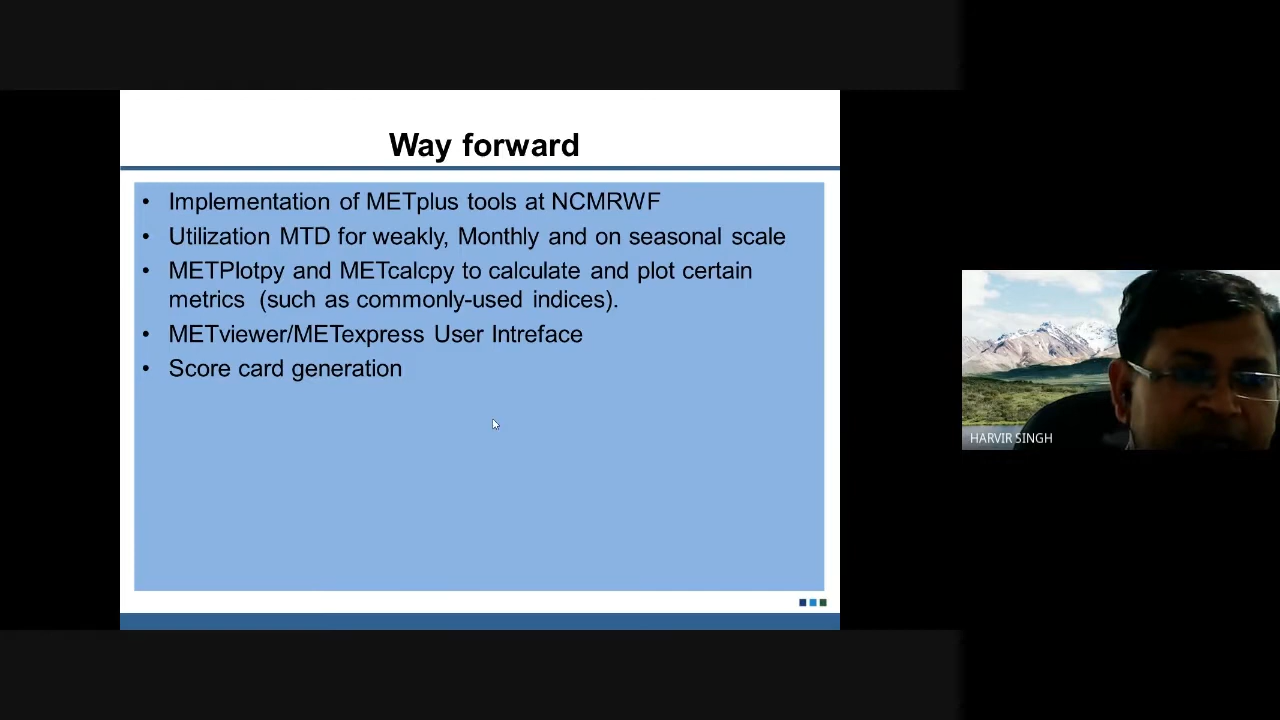 Way forward
• Implementation of METplus tools at NCMRWF
• Utilization MTD for weakly, Monthly and on seasonal scale
• METPlotpy and METcalcpy to calculate and plot certain
metrics (such as commonly-used indices).
• METviewer/METexpress User Intreface
• Score card generation
HARVIR SINGH